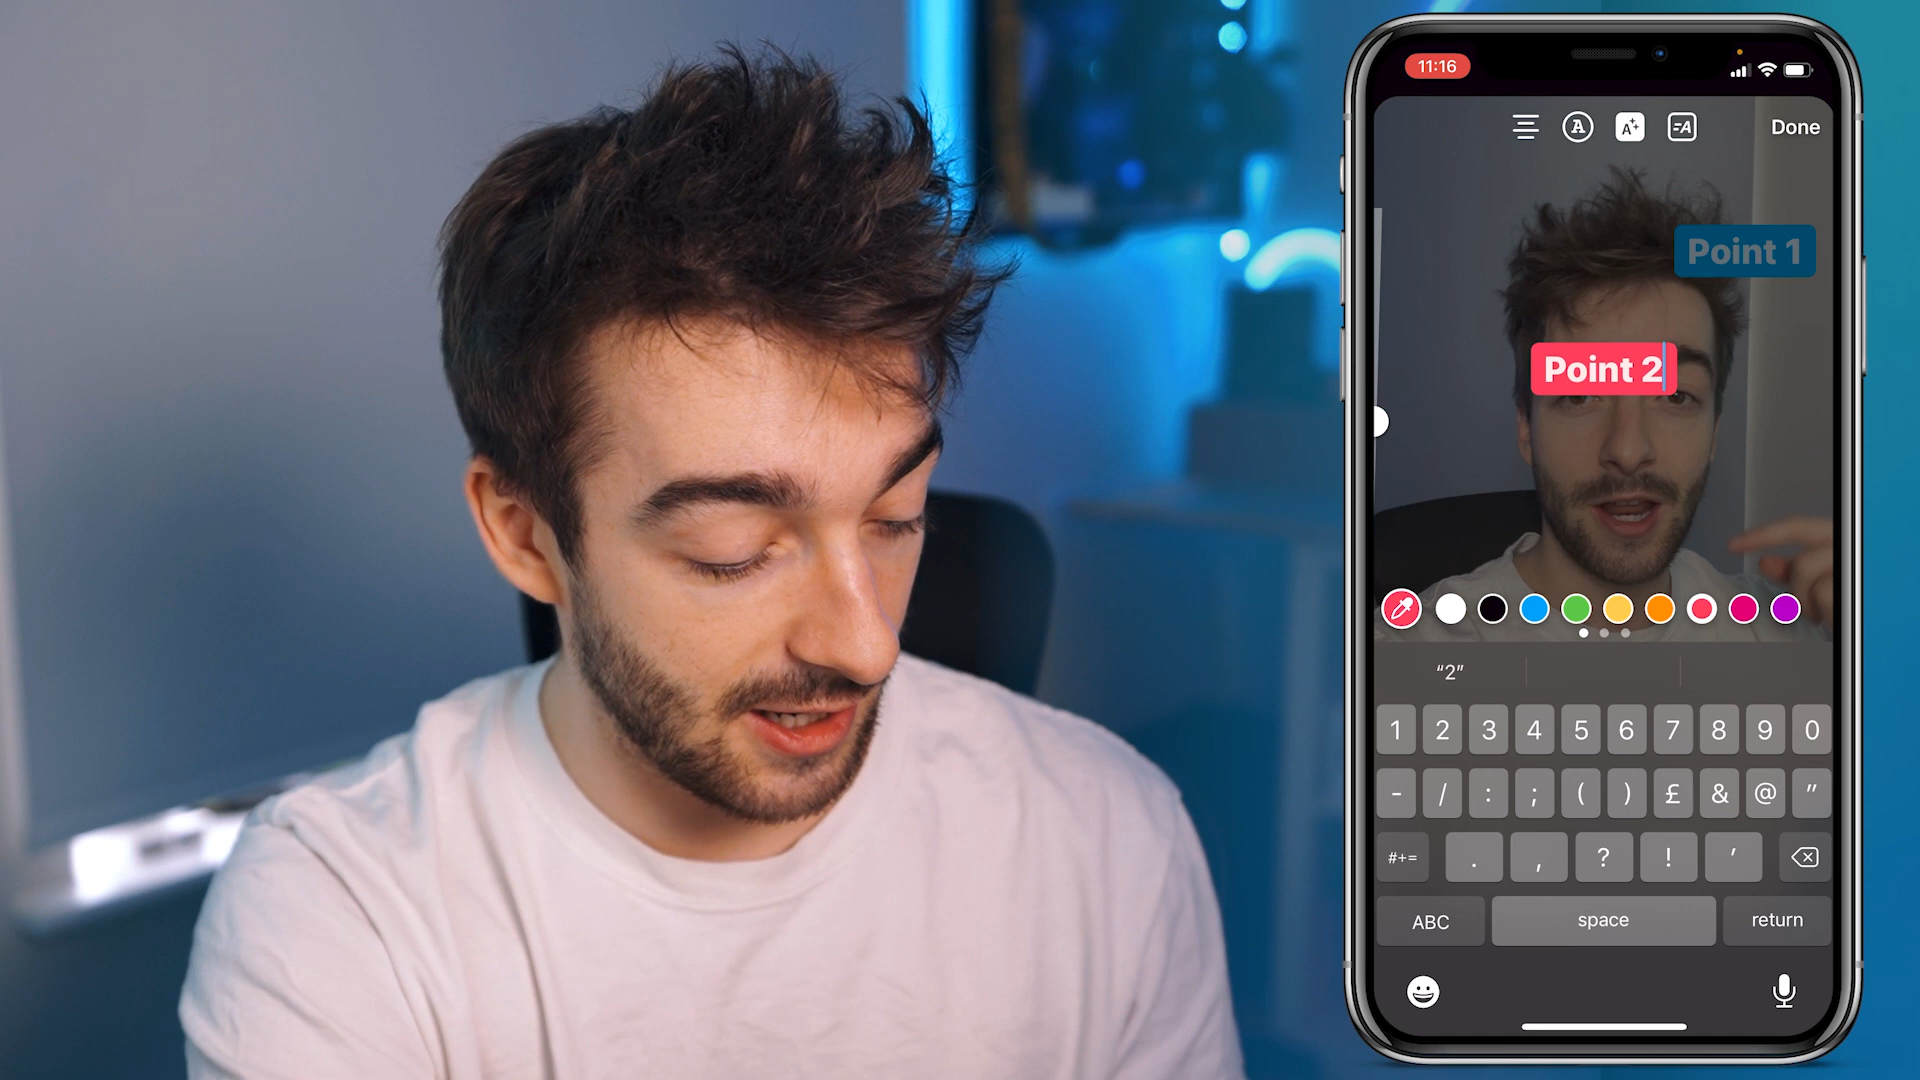 11:16
A
A
=A
Done
Point 1
Point 2
“2”
1 2 3 4 5 6 7 8 9 0
- / : ; ( ) £ & @ "
#+= . , ? ! '
ABC space return